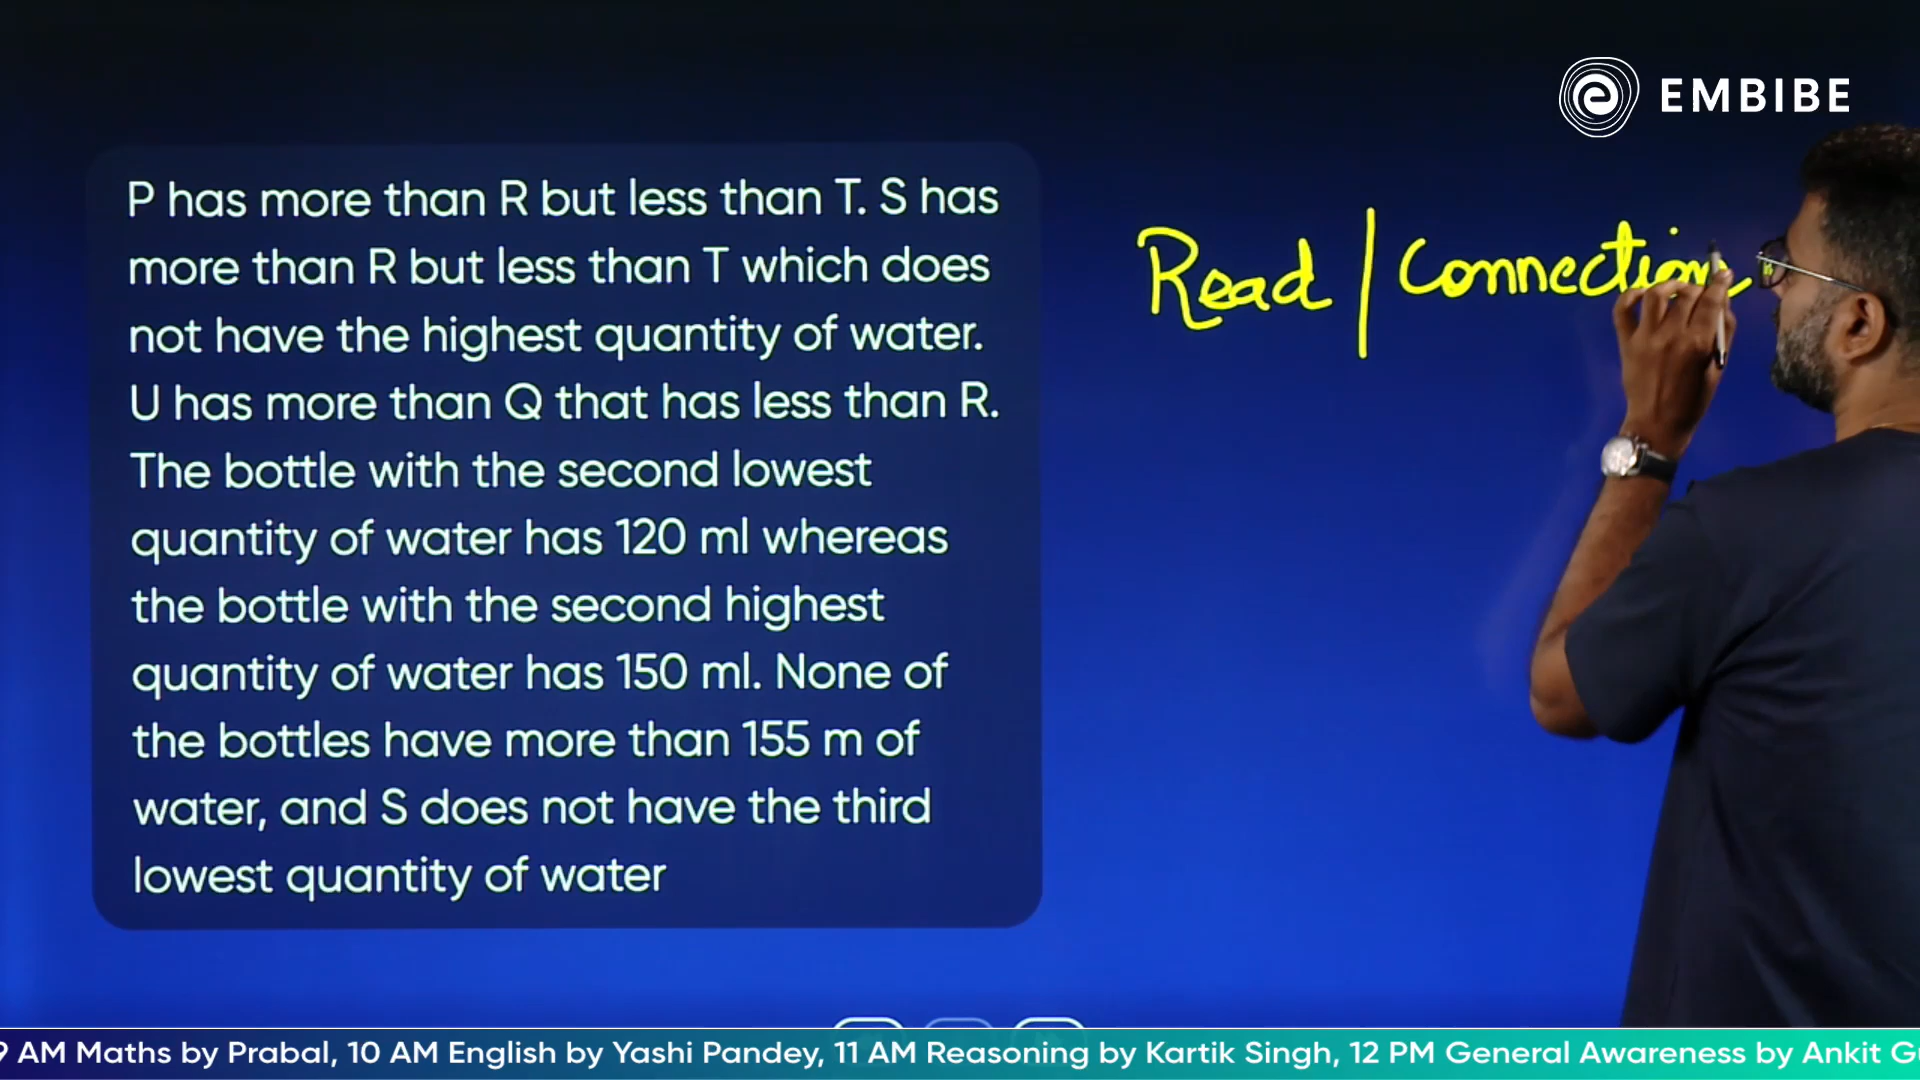 EMBIBE
P has more than R but less than T. S has
more than R but less than T which does
not have the highest quantity of water.
U has more than Q that has less than R.
The bottle with the second lowest
quantity of water has 120 ml whereas
the bottle with the second highest
quantity of water has 150 ml. None of
the bottles have more than 155 m of
water, and S does not have the third
lowest quantity of water
Read | Connection
9 AM Maths by Prabal, 10 AM English by Yashi Pandey, 11 AM Reasoning by Kartik Singh, 12 PM General Awareness by Ankit